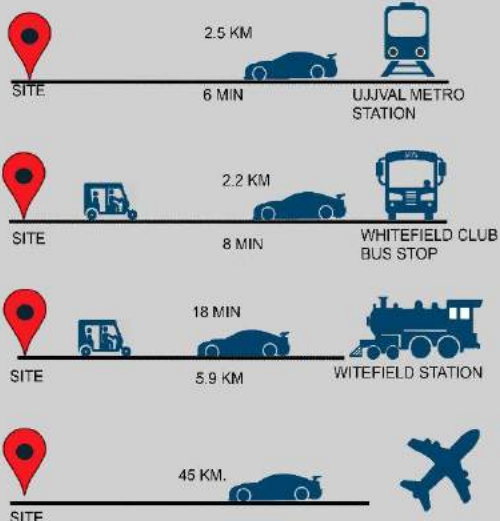 2.5 KM
SITE
6 MIN
UJJVAL METRO
STATION
BUS
2.2 KM
SITE
8 MIN
WHITEFIELD CLUB
BUS STOP
18 MIN
SITE
5.9 KM
WITEFIELD STATION
45 KM.
SITE